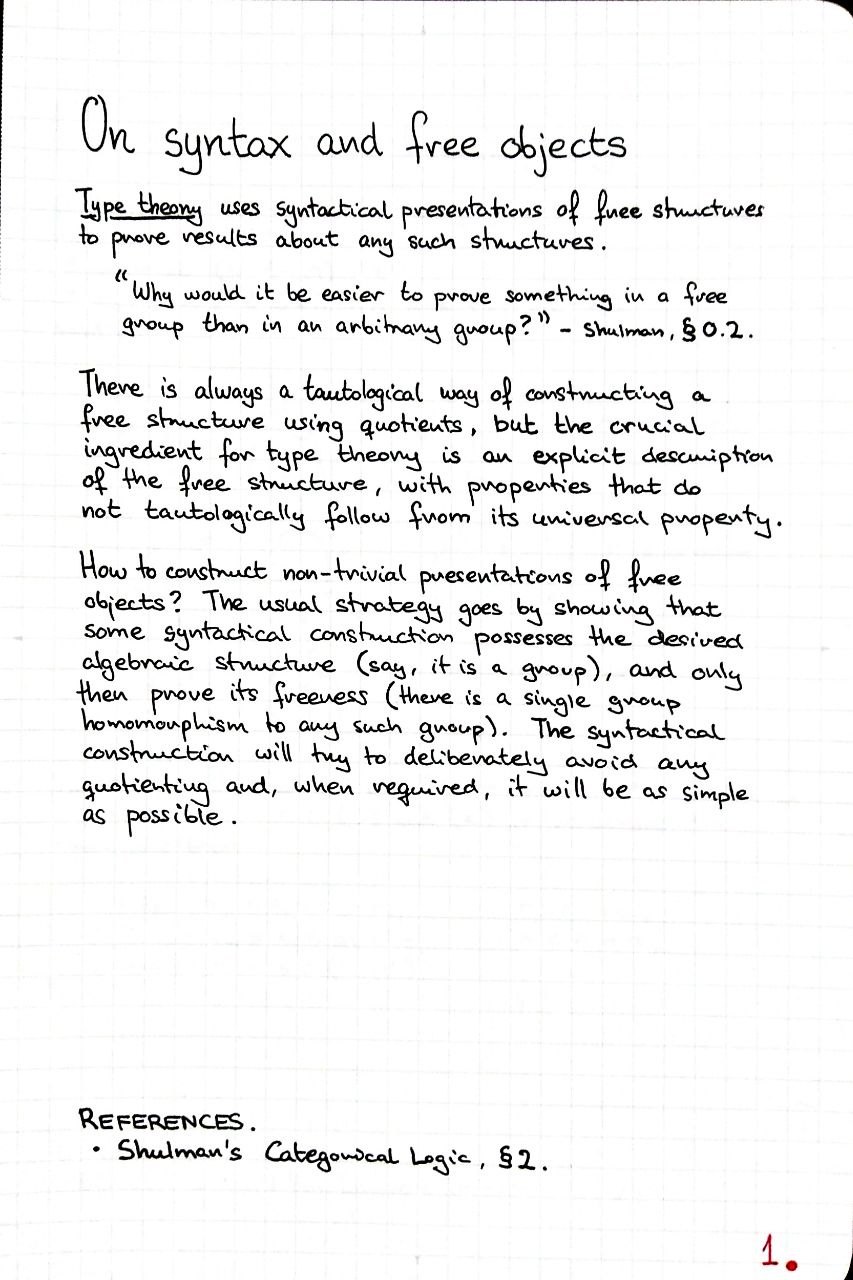 On syntax and free objects
Type theory uses syntactical presentations of free structures
to prove results about any such structures.
"Why would it be easier to prove something in a free
group than in an arbitrary group?" - Shulman, §0.2.
There is always a tautological way of constructing a
free structure using quotients, but the crucial
ingredient for type theory is an explicit description
of the free structure, with properties that do
not tautologically follow from its universal property.
How to construct non-trivial presentations of free
objects? The usual strategy goes by showing that
some syntactical construction possesses the desired
algebraic structure (say, it is a group), and only
then prove its freeness (there is a single group
homomorphism to any such group). The syntactical
construction will try to deliberately avoid any
quotienting and, when required, it will be as simple
as possible.
REFERENCES.
• Shulman's Categorical Logic, §2.
1.